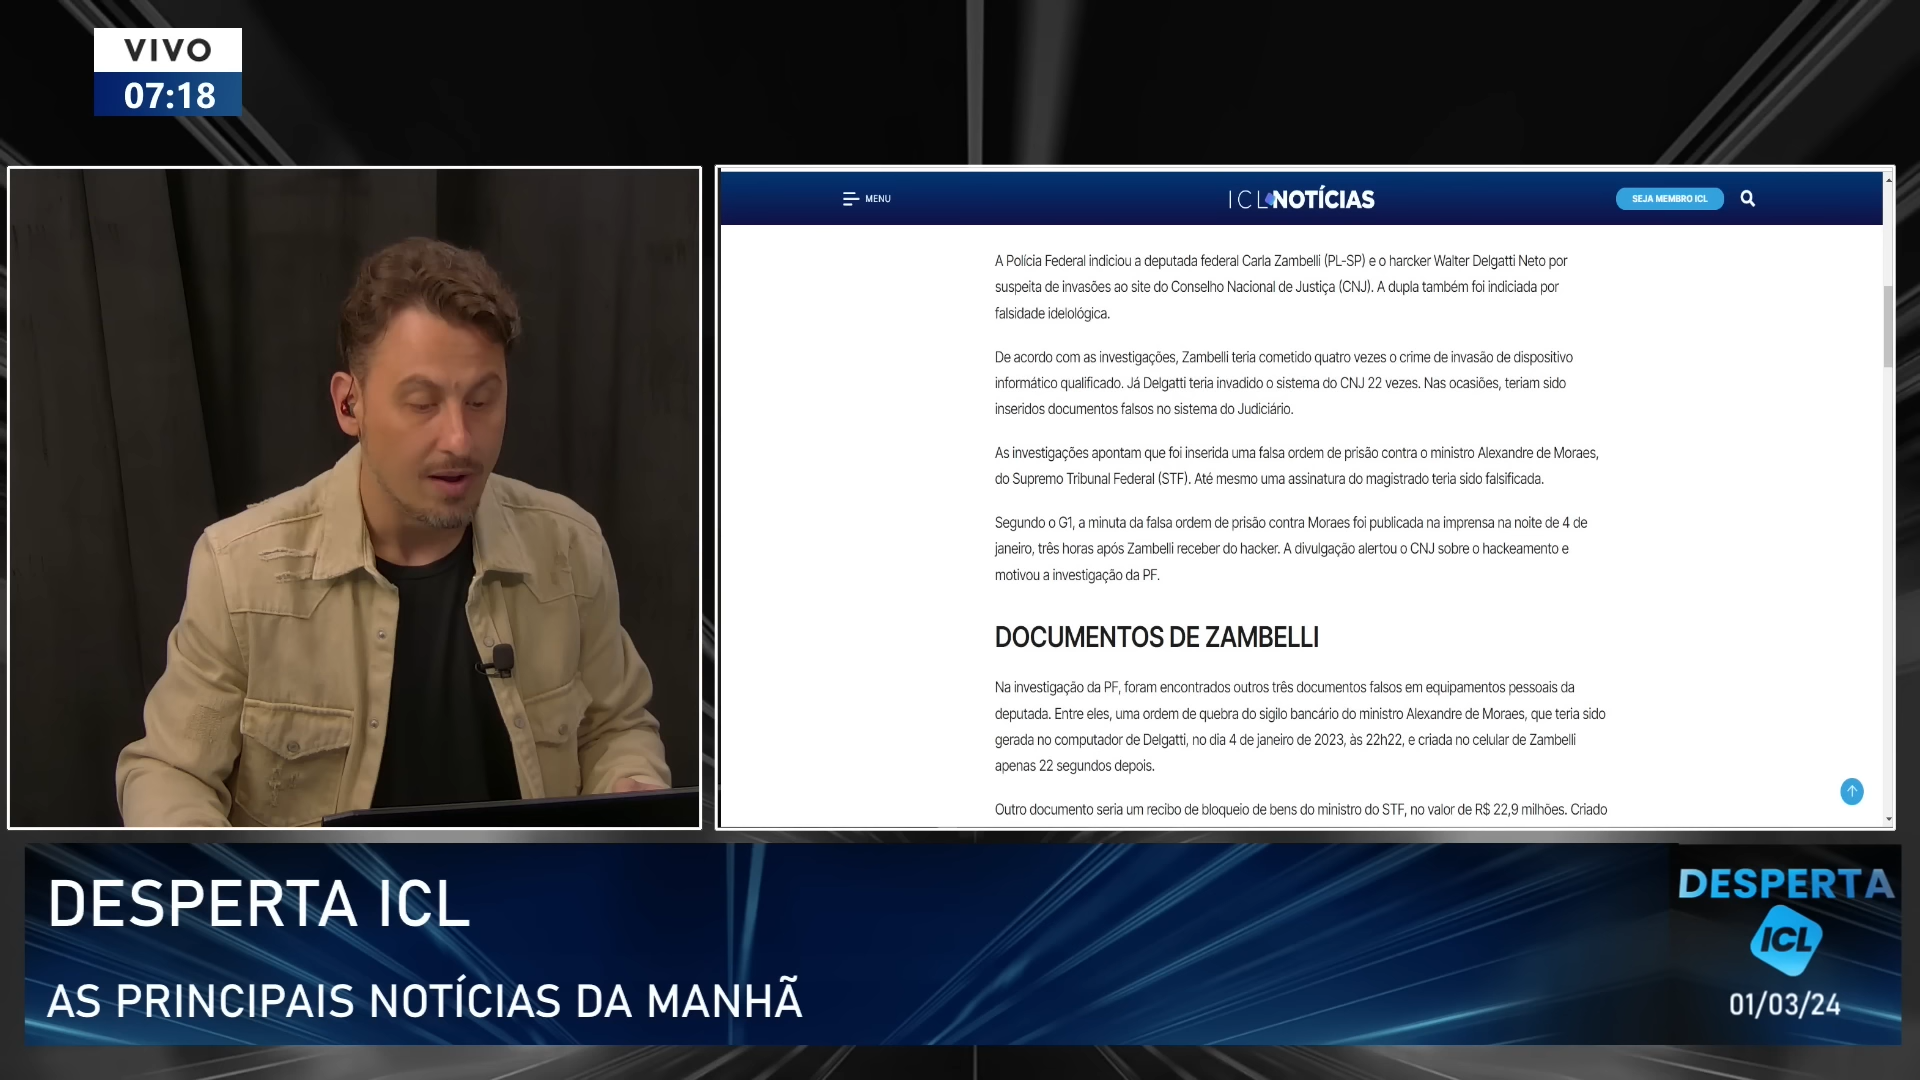 VIVO
07:18
MENU
ICL NOTÍCIAS
SEJA MEMBRO ICL
A Polícia Federal indiciou a deputada federal Carla Zambelli (PL-SP) e o harcker Walter Delgatti Neto por
suspeita de invasões ao site do Conselho Nacional de Justiça (CNJ). A dupla também foi indiciada por
falsidade idelológica.
De acordo com as investigações, Zambelli teria cometido quatro vezes o crime de invasão de dispositivo
informático qualificado. Já Delgatti teria invadido o sistema do CNJ 22 vezes. Nas ocasiões, teriam sido
inseridos documentos falsos no sistema do Judiciário.
As investigações apontam que foi inserida uma falsa ordem de prisão contra o ministro Alexandre de Moraes,
do Supremo Tribunal Federal (STF). Até mesmo uma assinatura do magistrado teria sido falsificada.
Segundo o G1, a minuta da falsa ordem de prisão contra Moraes foi publicada na imprensa na noite de 4 de
janeiro, três horas após Zambelli receber do hacker. A divulgação alertou o CNJ sobre o hackeamento e
motivou a investigação da PF.
DOCUMENTOS DE ZAMBELLI
Na investigação da PF, foram encontrados outros três documentos falsos em equipamentos pessoais da
deputada. Entre eles, uma ordem de quebra do sigilo bancário do ministro Alexandre de Moraes, que teria sido
gerada no computador de Delgatti, no dia 4 de janeiro de 2023, às 22h22, e criada no celular de Zambelli
apenas 22 segundos depois.
Outro documento seria um recibo de bloqueio de bens do ministro do STF, no valor de R$ 22,9 milhões. Criado
DESPERTA ICL
AS PRINCIPAIS NOTÍCIAS DA MANHÃ
DESPERTA
ICL
01/03/24